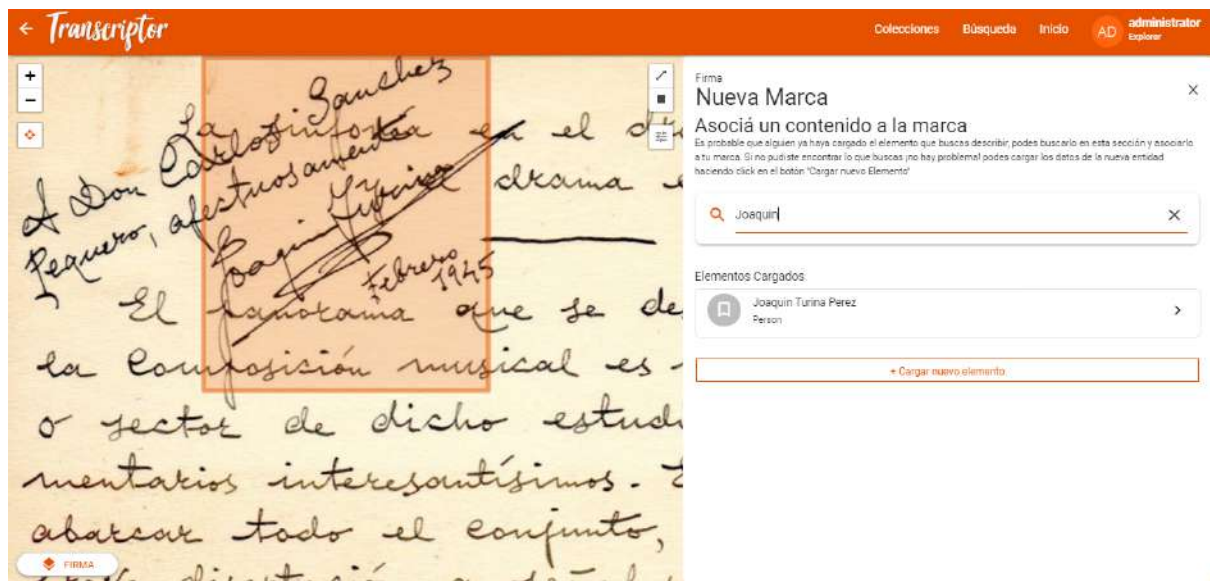 Transcriptor
Colecciones Búsqueda Inicio AD administrator
Explorer
+
-
Firma
Nueva Marca
Asociá un contenido a la marca
Es probable que alguien ya haya cargado el elemento que buscas describir, podes buscarlo en esta sección y asociarlo
a tu marca. Si no pudiste encontrar lo que buscas ¡no hay problema! podes cargar los datos de la nueva entidad
haciendo click en el botón "Cargar nuevo Elemento"
Joaquin
Elementos Cargados
Joaquin Turina Perez
Person
+ Cargar nuevo elemento
A Don Carlos Sanchez
Pequero, afectuosamente
Joaquin Turina
Febrero
1945
La sinfonía en el
drama
El panorama que se de
la composición musical es
o sector de dicho estud
mentarios interesantísimos.
abarcar todo el conjunto,
FIRMA